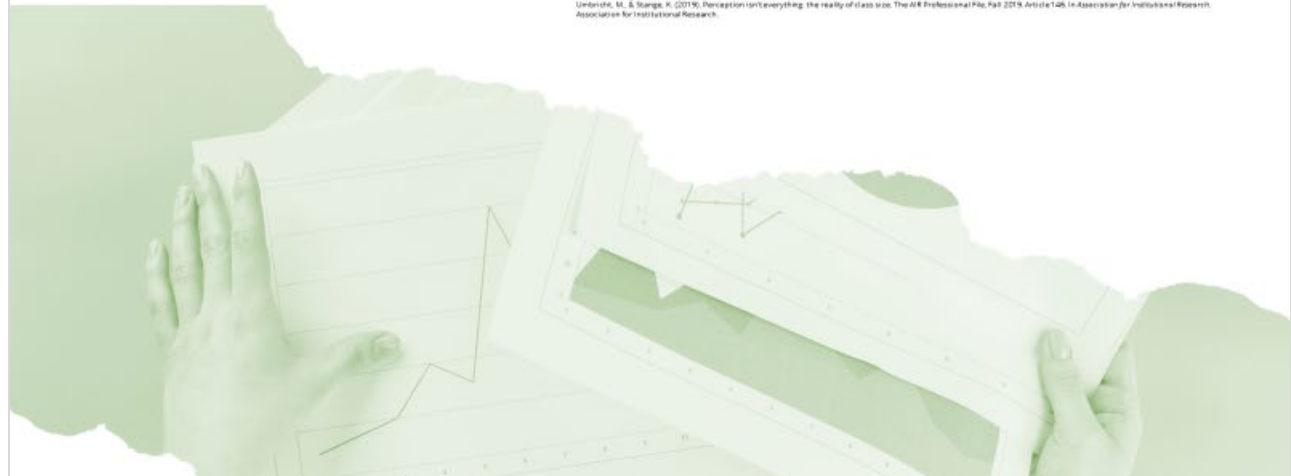 Umbricht, M., & Stange, K. (2019). Perception isn't everything: the reality of class size. The AIR Professional File, Fall 2019. Article 146. In Association for Institutional Research.
Association for Institutional Research.